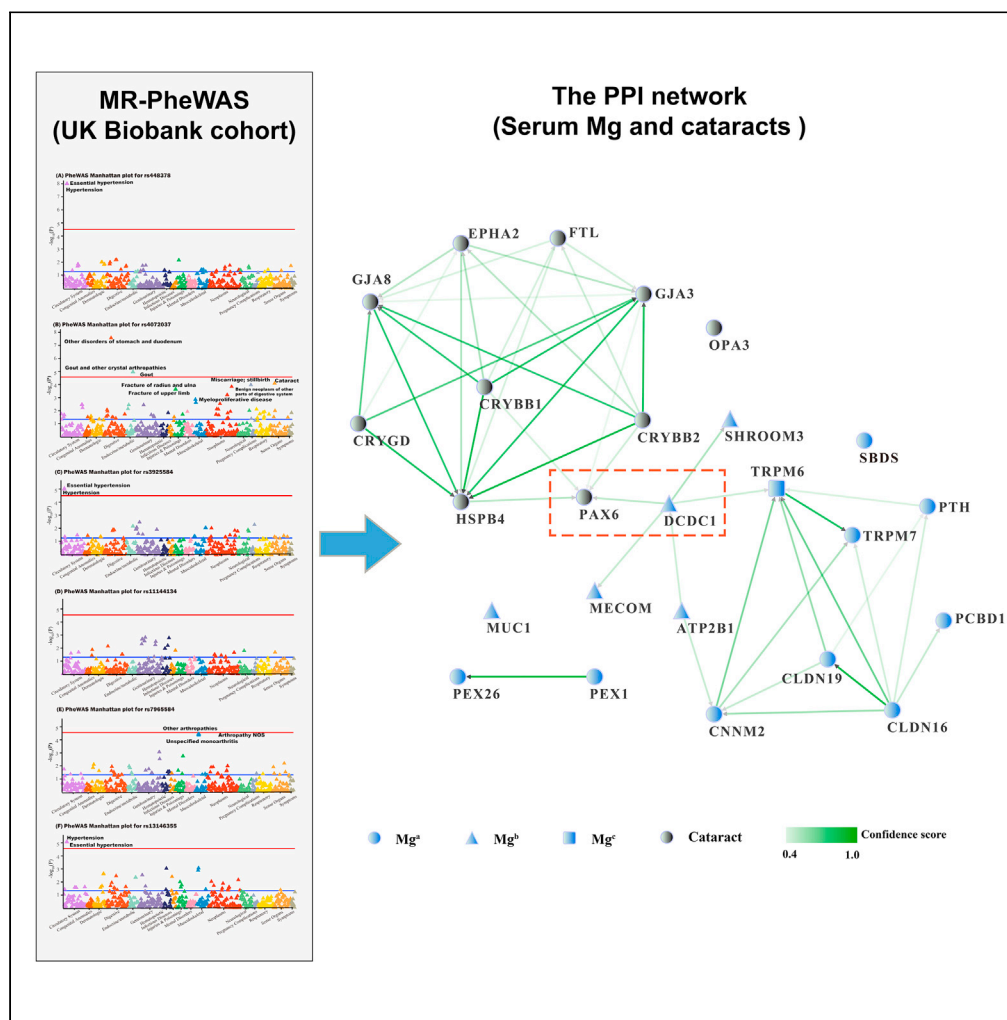 MR-PheWAS
(UK Biobank cohort)
(A) PheWAS Manhattan plot for rs448378
Essential hypertension
Hypertension
(B) PheWAS Manhattan plot for rs4072037
Other disorders of stomach and duodenum
Gout and other crystal arthropathies
Gout
Fracture of radius and ulna
Fracture of upper limb
Miscarriage; stillbirth
Cataract
Benign neoplasm of other
parts of digestive system
Myeloproliferative disease
(C) PheWAS Manhattan plot for rs3925584
Essential hypertension
Hypertension
(D) PheWAS Manhattan plot for rs11144134
(E) PheWAS Manhattan plot for rs7965584
Other arthropathies
Arthropathy NOS
Unspecified monoarthritis
(F) PheWAS Manhattan plot for rs13146355
Hypertension
Essential hypertension
The PPI network
(Serum Mg and cataracts )
EPHA2
FTL
GJA8
GJA3
OPA3
CRYBB1
CRYGD
CRYBB2
SHROOM3
SBDS
TRPM6
HSPB4
PAX6
DCDC1
PTH
TRPM7
MECOM
MUC1
ATP2B1
PCBD1
CLDN19
PEX26
PEX1
CNNM2
CLDN16
Mgᵃ
Mgᵇ
Mgᶜ
Cataract
Confidence score
0.4
1.0